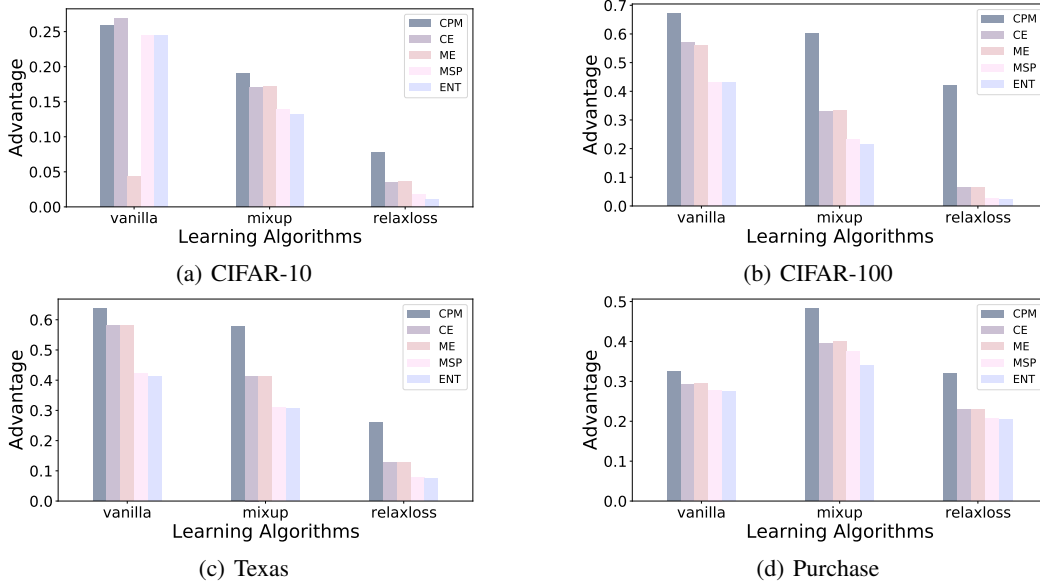 0.25
0.20
0.15
0.10
0.05
0.00
Advantage
CPM
CE
ME
MSP
ENT
vanilla mixup relaxloss
Learning Algorithms
(a) CIFAR-10
0.7
0.6
0.5
0.4
0.3
0.2
0.1
0.0
Advantage
CPM
CE
ME
MSP
ENT
vanilla mixup relaxloss
Learning Algorithms
(b) CIFAR-100
0.6
0.5
0.4
0.3
0.2
0.1
0.0
Advantage
CPM
CE
ME
MSP
ENT
vanilla mixup relaxloss
Learning Algorithms
(c) Texas
0.5
0.4
0.3
0.2
0.1
0.0
Advantage
CPM
CE
ME
MSP
ENT
vanilla mixup relaxloss
Learning Algorithms
(d) Purchase